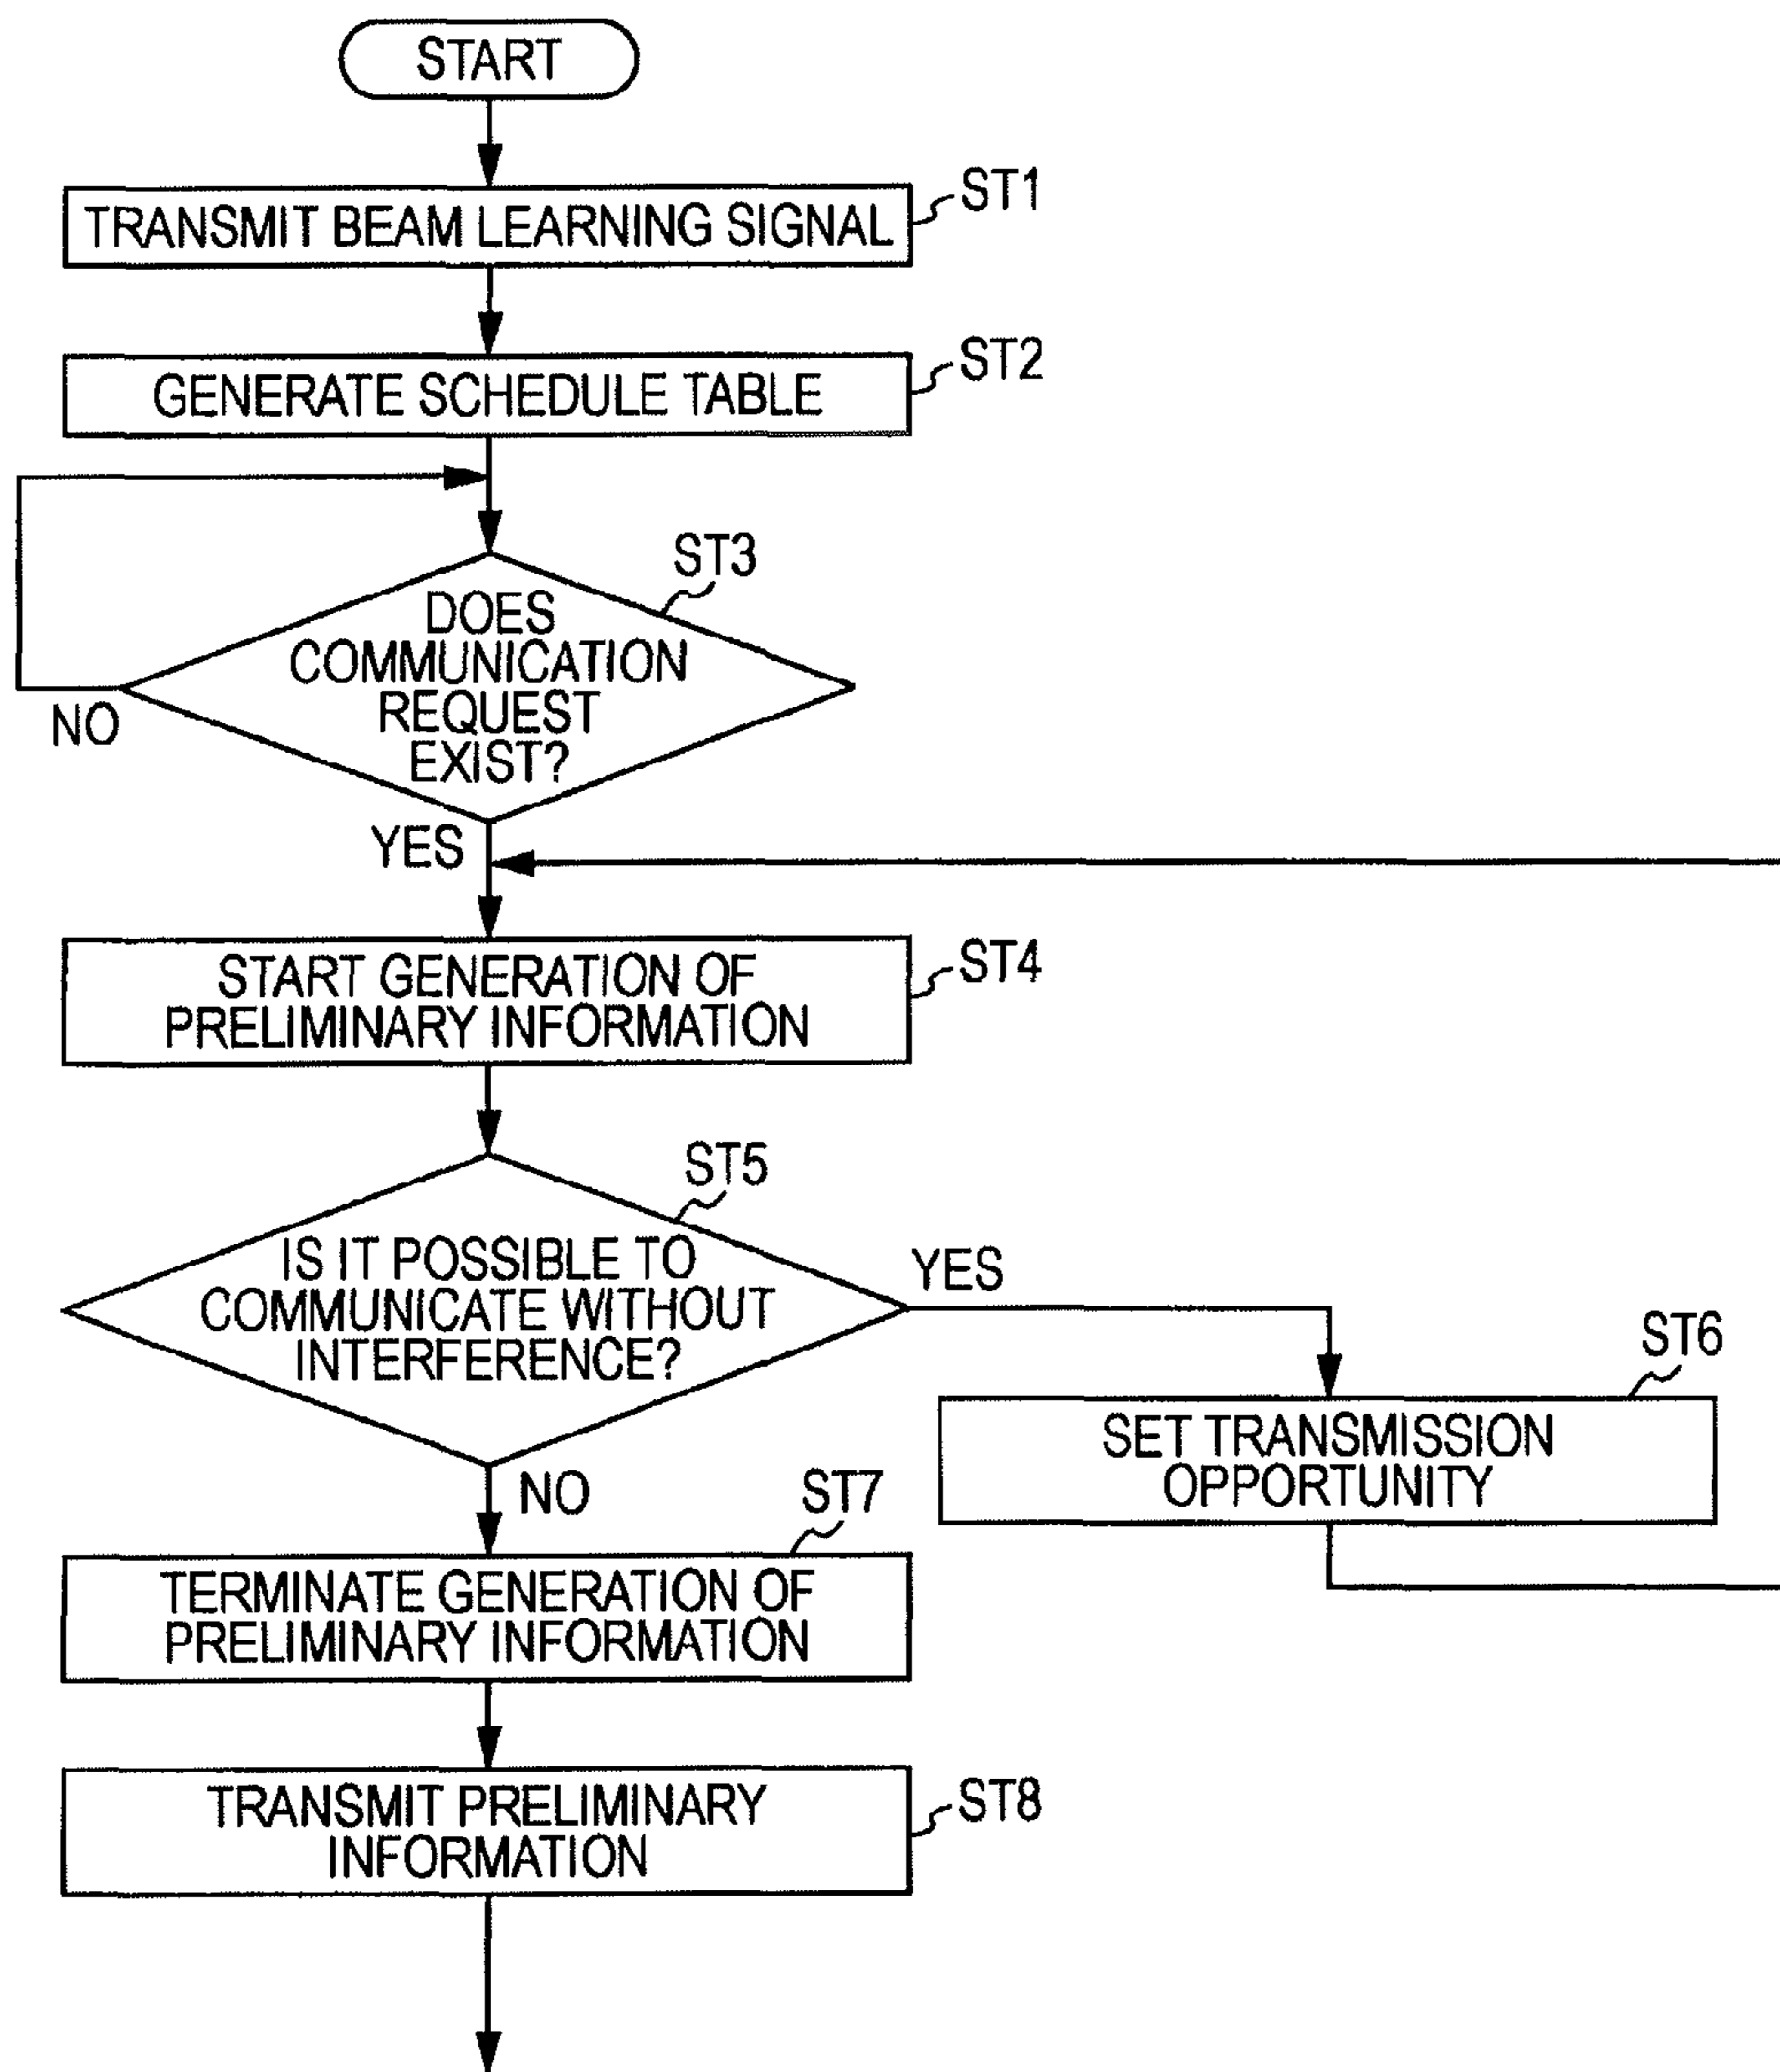 START
ST1
TRANSMIT BEAM LEARNING SIGNAL
ST2
GENERATE SCHEDULE TABLE
ST3
DOES
COMMUNICATION
REQUEST
EXIST?
NO
YES
ST4
START GENERATION OF
PRELIMINARY INFORMATION
ST5
IS IT POSSIBLE TO
COMMUNICATE WITHOUT
INTERFERENCE?
YES
ST6
SET TRANSMISSION
OPPORTUNITY
NO
ST7
TERMINATE GENERATION OF
PRELIMINARY INFORMATION
ST8
TRANSMIT PRELIMINARY
INFORMATION